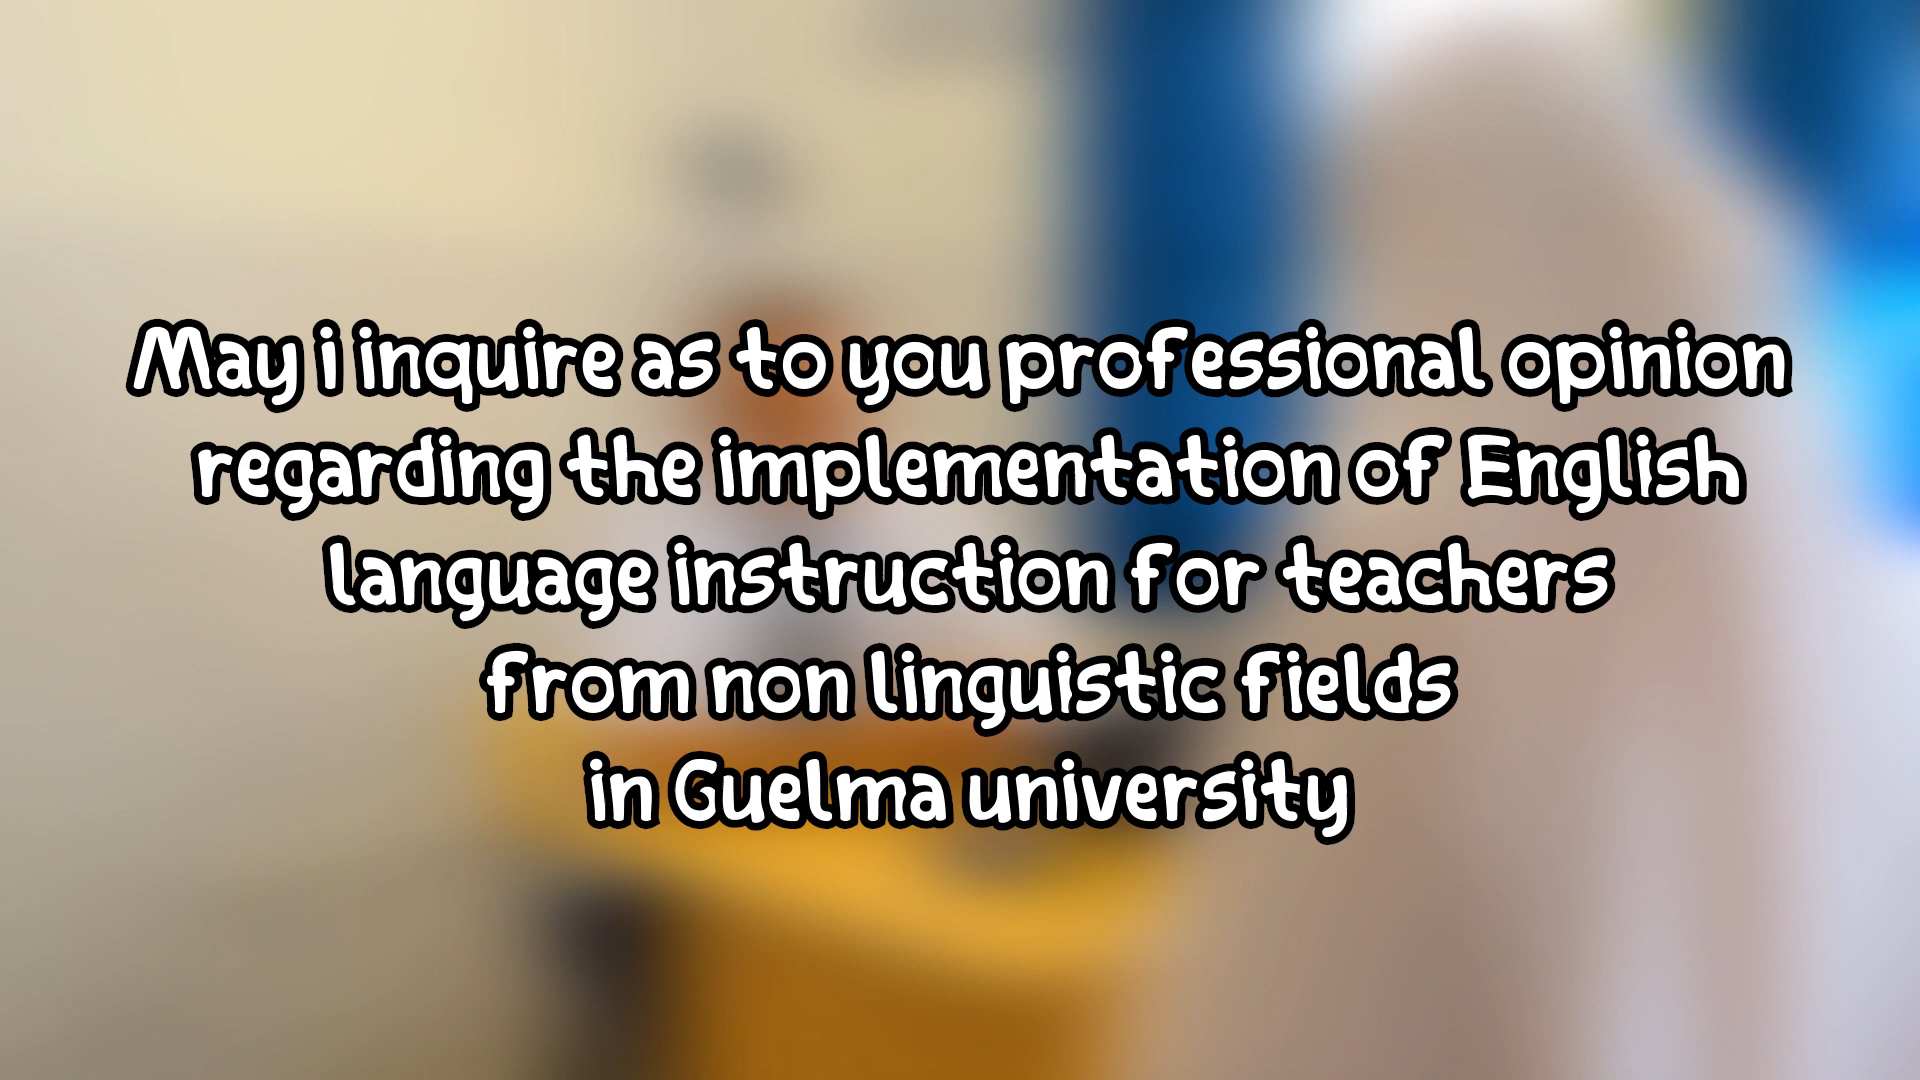 May i inquire as to you professional opinion
regarding the implementation of English
language instruction for teachers
from non linguistic fields
in Guelma university